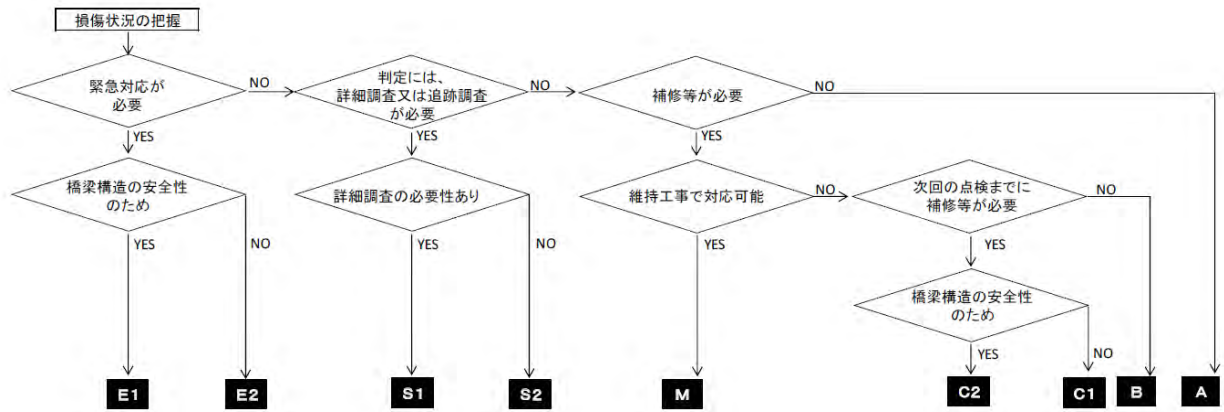 損傷状況の把握
緊急対応が
必要
NO
判定には、
詳細調査又は追跡調査
が必要
NO
補修等が必要
NO
YES
YES
YES
橋梁構造の安全性
のため
詳細調査の必要性あり
維持工事で対応可能
NO
次回の点検までに
補修等が必要
NO
YES
NO
YES
NO
YES
YES
橋梁構造の安全性
のため
YES
NO
E1
E2
S1
S2
M
C2
C1
B
A